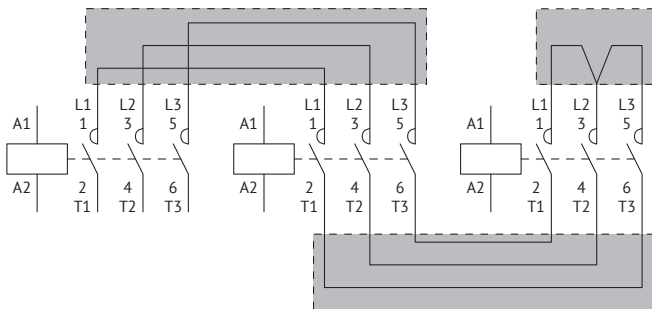 L1 L2 L3 L1 L2 L3 L1 L2 L3
A1 1 3 5 A1 1 3 5 A1 1 3 5
A2 2 4 6 A2 2 4 6 A2 2 4 6
T1 T2 T3 T1 T2 T3 T1 T2 T3